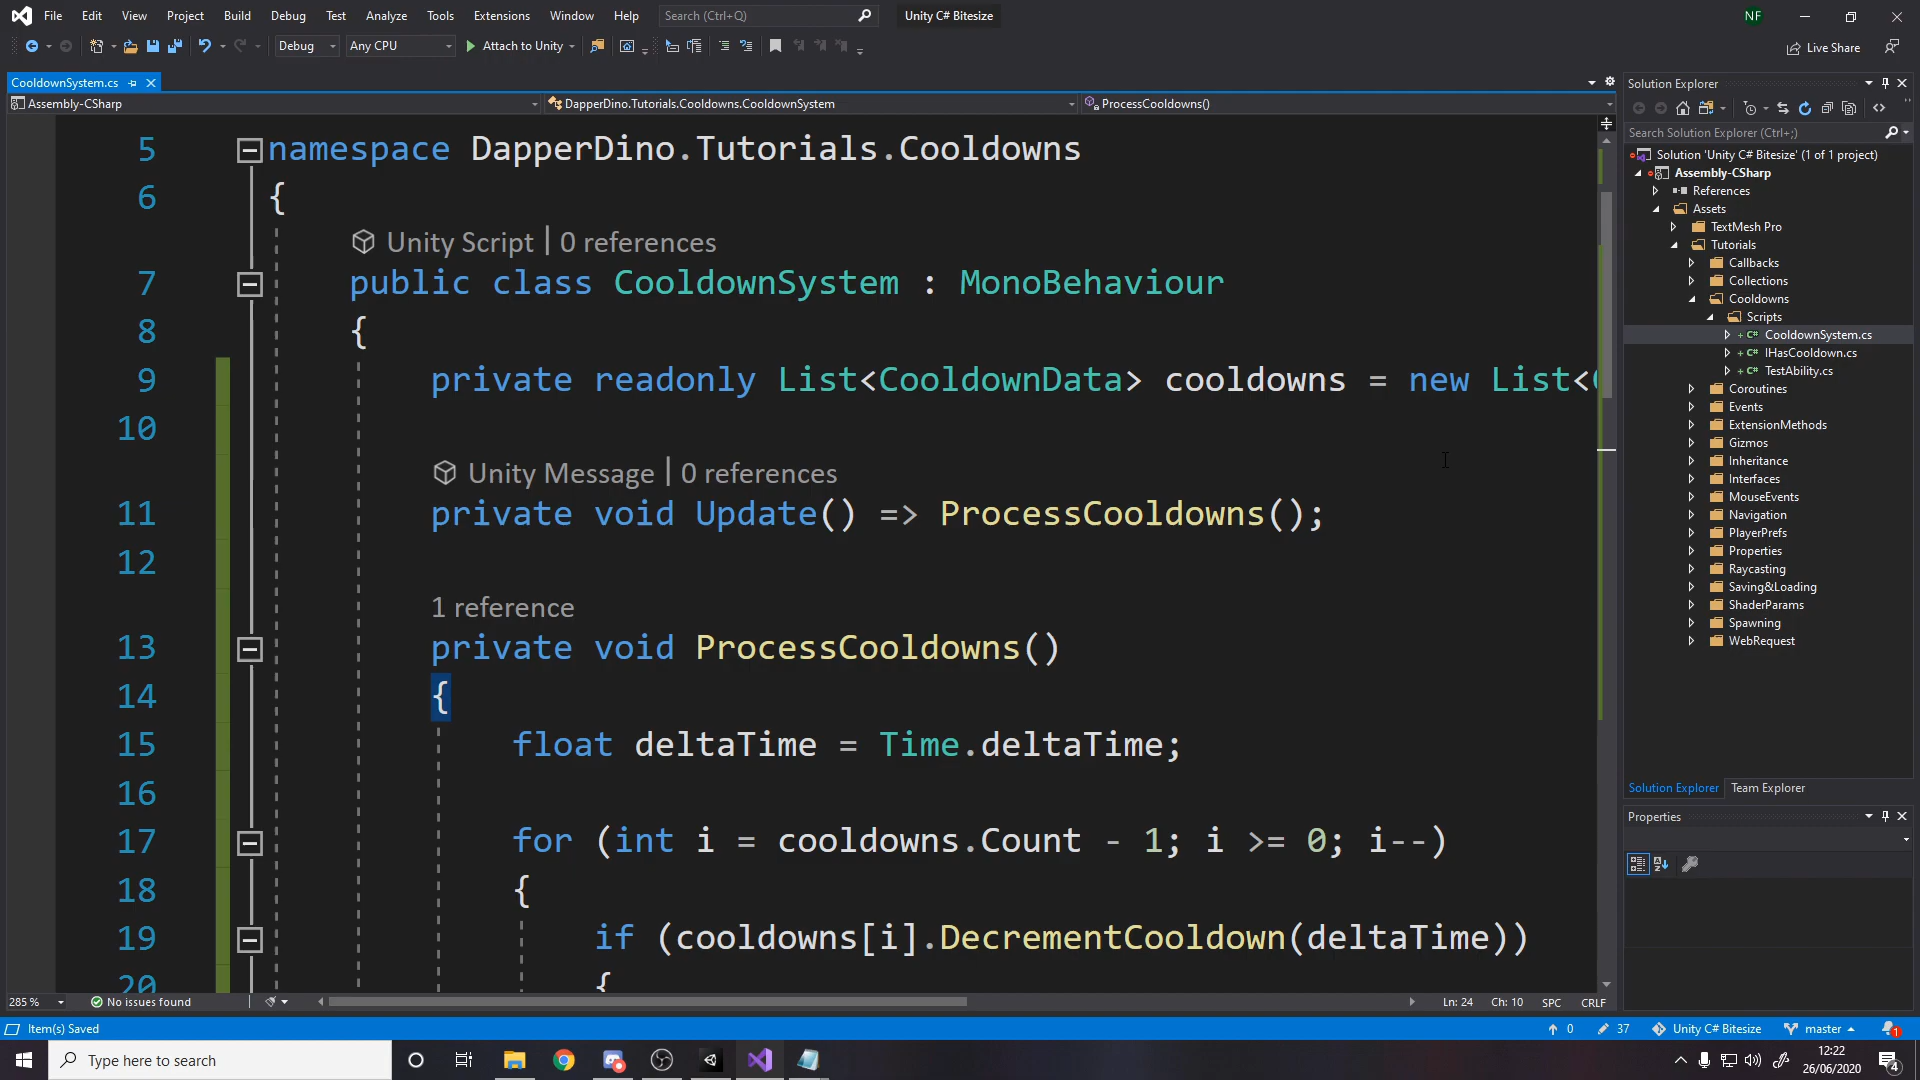 File Edit View Project Build Debug Test Analyze Tools Extensions Window Help Search (Ctrl+Q) Unity C# Bitesize NF
Debug Any CPU Attach to Unity Live Share
CooldownSystem.cs
Assembly-CSharp DapperDino.Tutorials.Cooldowns.CooldownSystem ProcessCooldowns()
5 namespace DapperDino.Tutorials.Cooldowns
6 {
Unity Script | 0 references
7 public class CooldownSystem : MonoBehaviour
8 {
9 private readonly List<CooldownData> cooldowns = new List<
10
Unity Message | 0 references
11 private void Update() => ProcessCooldowns();
12
1 reference
13 private void ProcessCooldowns()
14 {
15 float deltaTime = Time.deltaTime;
16
17 for (int i = cooldowns.Count - 1; i >= 0; i--)
18 {
19 if (cooldowns[i].DecrementCooldown(deltaTime))
20 {
285 % No issues found Ln: 24 Ch: 10 SPC CRLF
Solution Explorer
Search Solution Explorer (Ctrl+;)
Solution 'Unity C# Bitesize' (1 of 1 project)
Assembly-CSharp
References
Assets
TextMesh Pro
Tutorials
Callbacks
Collections
Cooldowns
Scripts
C# CooldownSystem.cs
C# IHasCooldown.cs
C# TestAbility.cs
Coroutines
Events
ExtensionMethods
Gizmos
Inheritance
Interfaces
MouseEvents
Navigation
PlayerPrefs
Properties
Raycasting
Saving&Loading
ShaderParams
Spawning
WebRequest
Solution Explorer Team Explorer
Properties
Item(s) Saved 0 37 Unity C# Bitesize master 1
Type here to search
12:22
26/06/2020
4